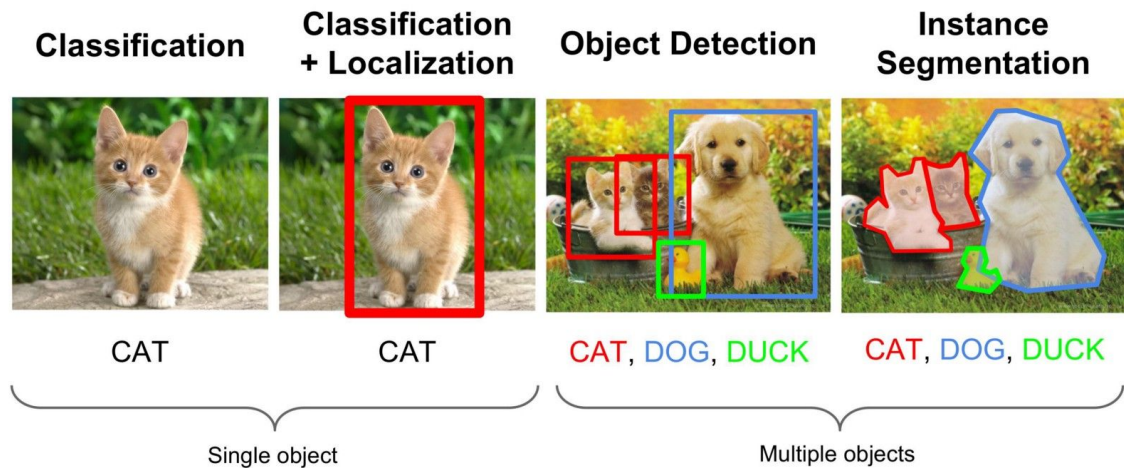 Classification
Classification
+ Localization
Object Detection
Instance
Segmentation
CAT
CAT
CAT, DOG, DUCK
CAT, DOG, DUCK
Single object
Multiple objects